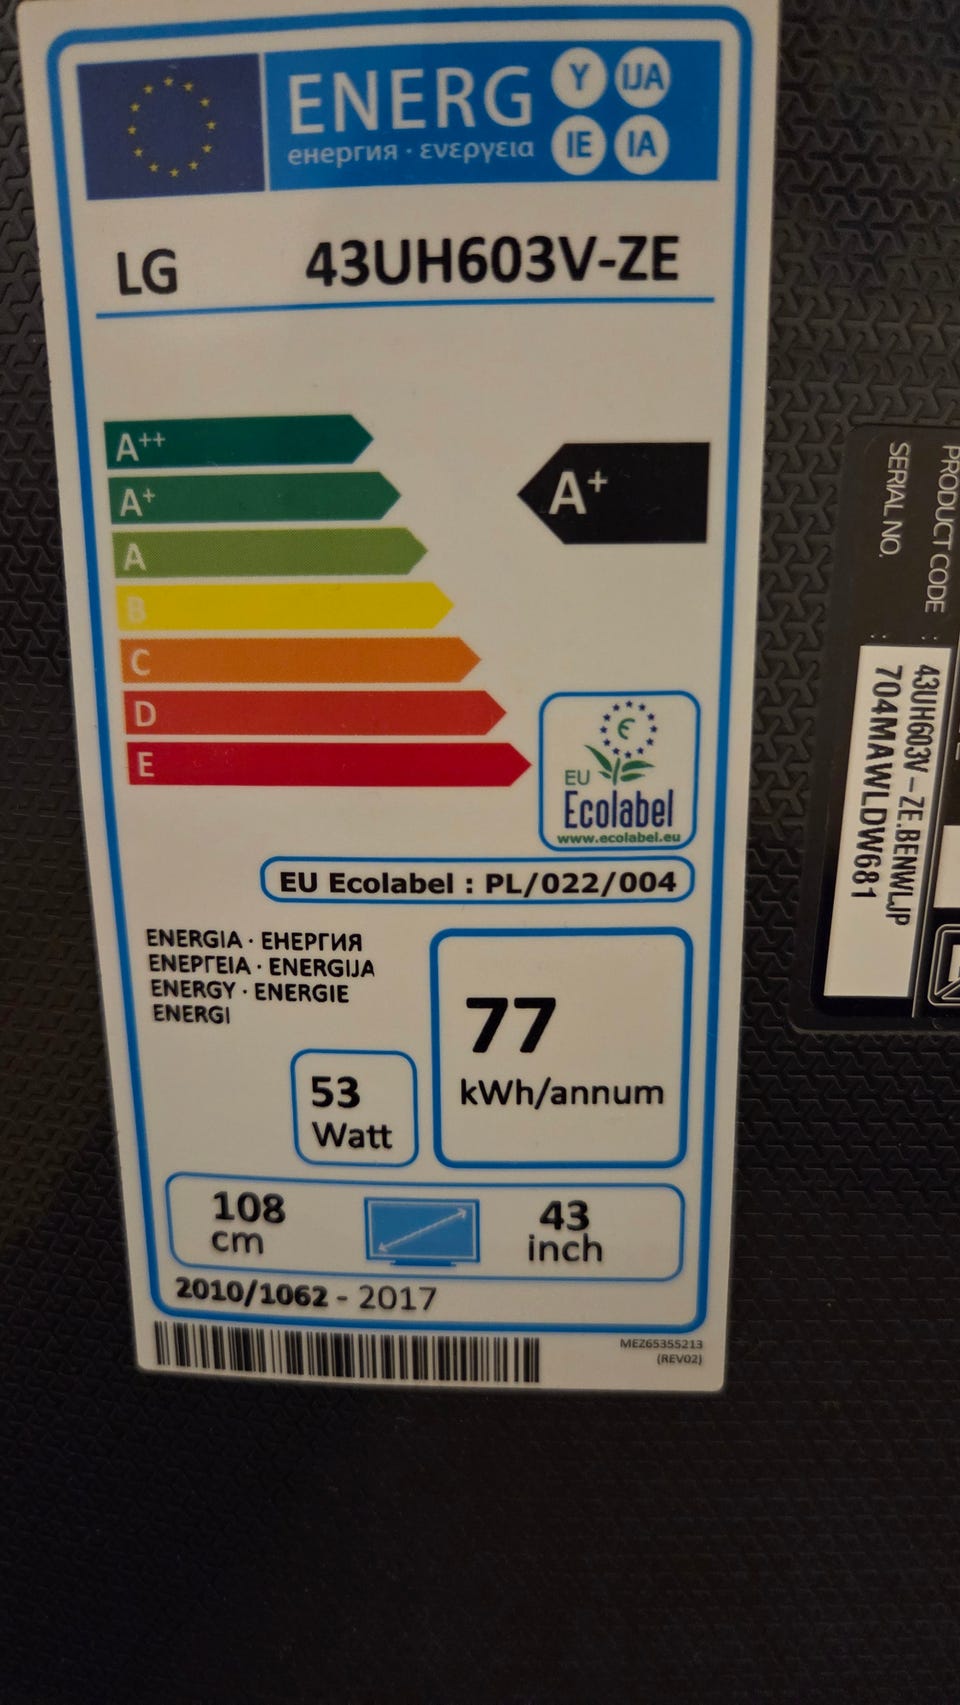 ENERG
енергия · ενεργεια
Y
IJA
IE
IA
LG 43UH603V-ZE
A++
A+
A
B
C
D
E
A+
EU
Ecolabel
www.ecolabel.eu
EU Ecolabel : PL/022/004
ENERGIA · ЕНЕРГИЯ
ΕΝΕΡΓΕΙΑ · ENERGIJA
ENERGY · ENERGIE
ENERGI
77
kWh/annum
53
Watt
108
cm
43
inch
2010/1062 - 2017
MEZ65355213
(REV02)
PRODUCT CODE : 43UH603V-ZE.BENWLJP
SERIAL NO. : 704MAWLDW681